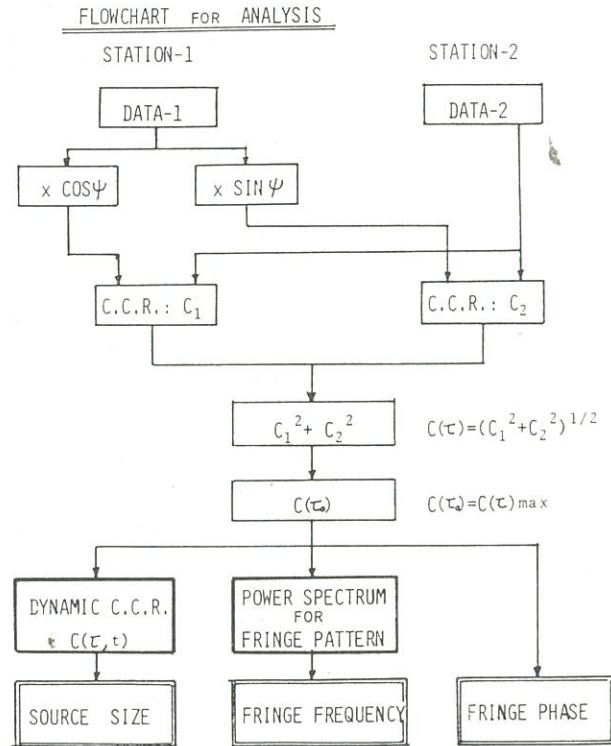 FLOWCHART FOR ANALYSIS
STATION-1
STATION-2
DATA-1
DATA-2
x COSψ
x SINψ
C.C.R.: C₁
C.C.R.: C₂
C₁²+ C₂²
C(τ)=(C₁²+C₂²)^1/2
C(τ₀)
C(τ₀)=C(τ)max
DYNAMIC C.C.R.
C(τ,t)
POWER SPECTRUM
FOR
FRINGE PATTERN
SOURCE SIZE
FRINGE FREQUENCY
FRINGE PHASE